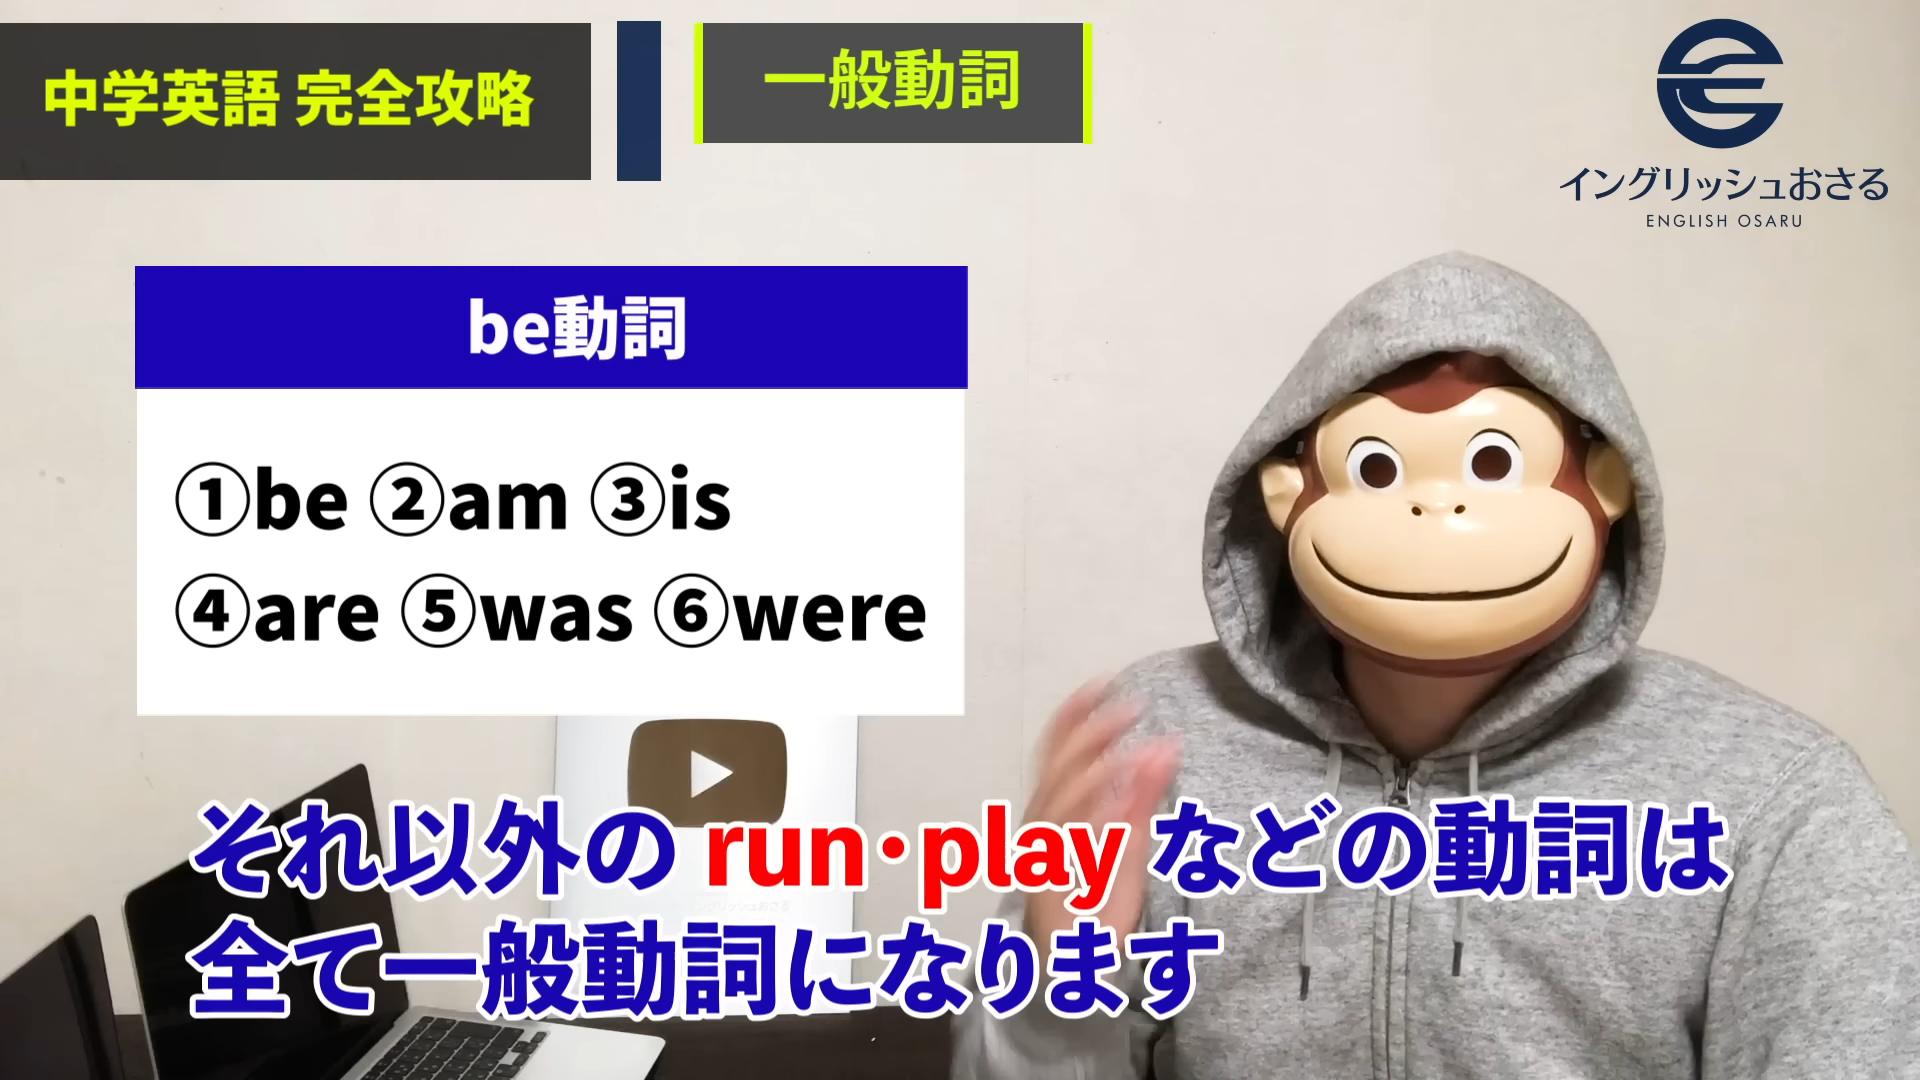 中学英語 完全攻略
一般動詞
イングリッシュおさる
ENGLISH OSARU
be動詞
①be ②am ③is
④are ⑤was ⑥were
それ以外の run・play などの動詞は
全て一般動詞になります